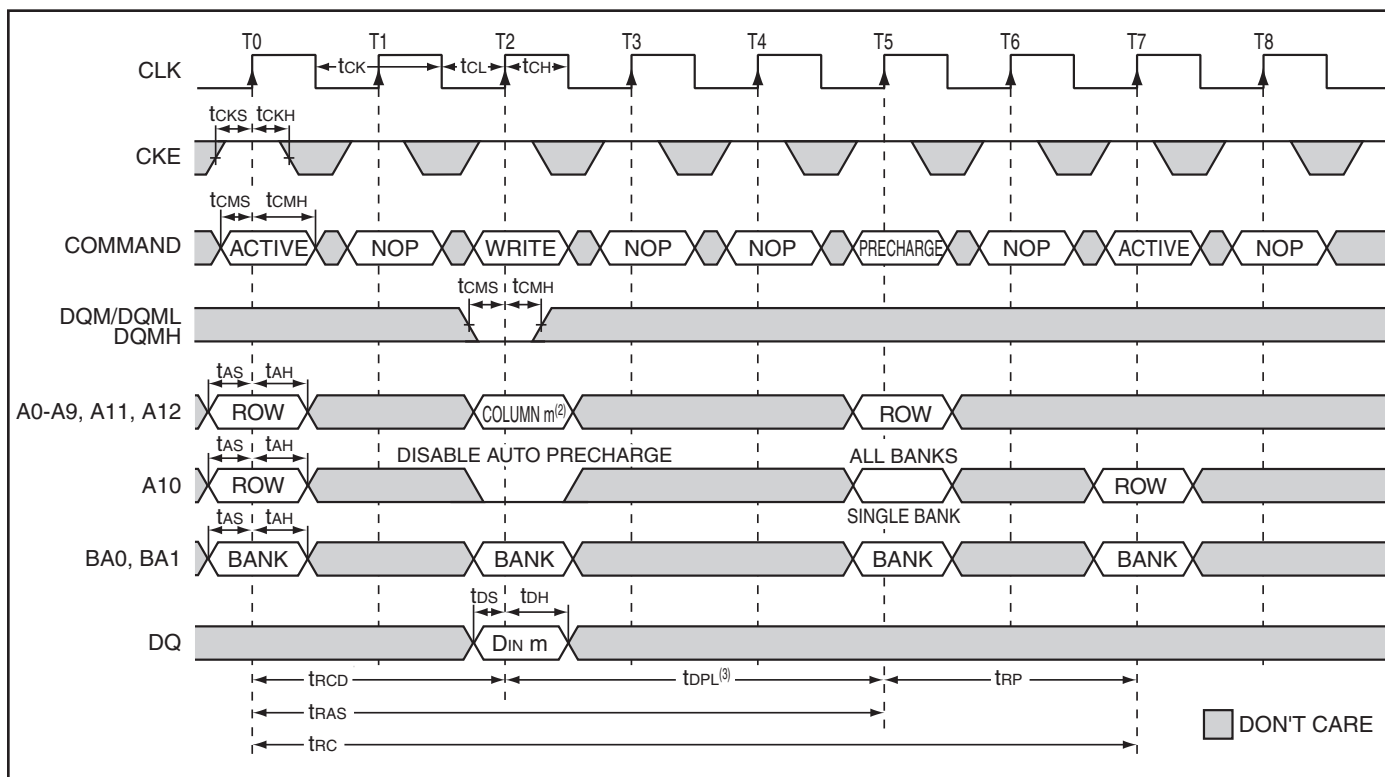 T0 T1 T2 T3 T4 T5 T6 T7 T8
CLK tCK tCL tCH
tCKS tCKH
CKE
tCMS tCMH
COMMAND ACTIVE NOP WRITE NOP NOP PRECHARGE NOP ACTIVE NOP
tCMS tCMH
DQM/DQML
DQMH
tAS tAH
A0-A9, A11, A12 ROW COLUMN m(2) ROW
tAS tAH DISABLE AUTO PRECHARGE ALL BANKS
A10 ROW ROW
tAS tAH SINGLE BANK
BA0, BA1 BANK BANK BANK BANK
tDS tDH
DQ DIN m
tRCD tDPL(3) tRP
tRAS
tRC
DON'T CARE